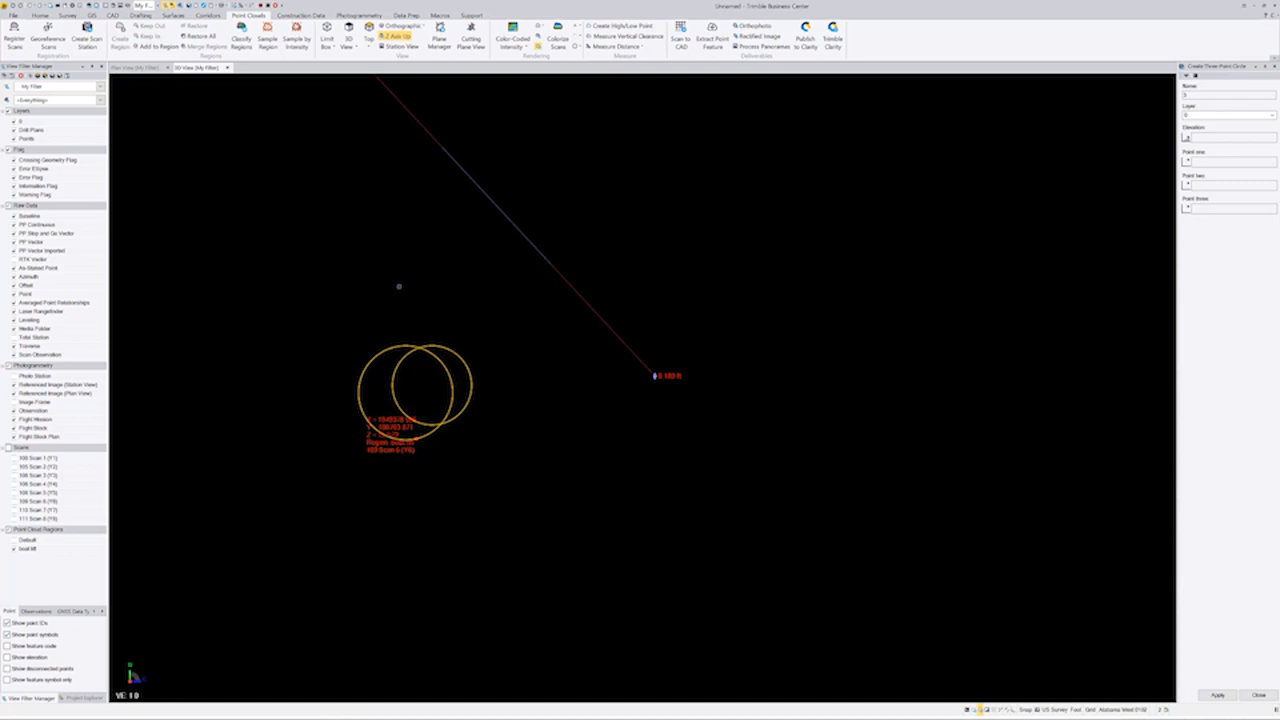 Unnamed - Trimble Business Center
File Home Survey GIS CAD Drafting Surfaces Corridors Point Clouds Construction Data Photogrammetry Data Prep Macros Support
Register Scans
Georeference Scans
Create Scan Station
Registration
Create Region
Keep Out
Keep In
Add to Region
Restore
Restore All
Merge Regions
Regions
Classify Regions
Sample Region
Sample by Intensity
Limit Box
3D View
Top
Orthographic
Z Axis Up
Station View
View
Plane Manager
Cutting Plane View
Color-Coded Intensity
Colorize Scans
Rendering
Create High/Low Point
Measure Vertical Clearance
Measure Distance
Measure
Scan to CAD
Extract Point Feature
Orthophoto
Rectified Image
Process Panoramas
Deliverables
Publish to Clarity
Trimble Clarity
View Filter Manager
My Filter
<Everything>
Layers
0
Drill Plans
Points
Flag
Crossing Geometry Flag
Error Ellipse
Error Flag
Information Flag
Warning Flag
Raw Data
Baseline
PP Continuous
PP Stop and Go Vector
PP Vector
PP Vector Imported
RTK Vector
As-Staked Point
Azimuth
Offset
Point
Averaged Point Relationships
Laser Rangefinder
Leveling
Media Folder
Total Station
Traverse
Scan Observation
Photogrammetry
Photo Station
Referenced Image (Station View)
Referenced Image (Plan View)
Image Frame
Observation
Flight Mission
Flight Block
Flight Block Plan
Scans
Point Cloud Regions
Default
Point Observations
Show point IDs
Show point symbols
Show feature code
Show elevation
Show disconnected points
Show feature symbol only
View Filter Manager Project Explorer
Plan View [My Filter] 3D View [My Filter]
0.180 ft
VE: 1.0
Create Three-Point Circle
Name:
Layer:
0
Elevation:
Point one:
Point two:
Point three:
Apply Close
Snap US Survey Foot Grid